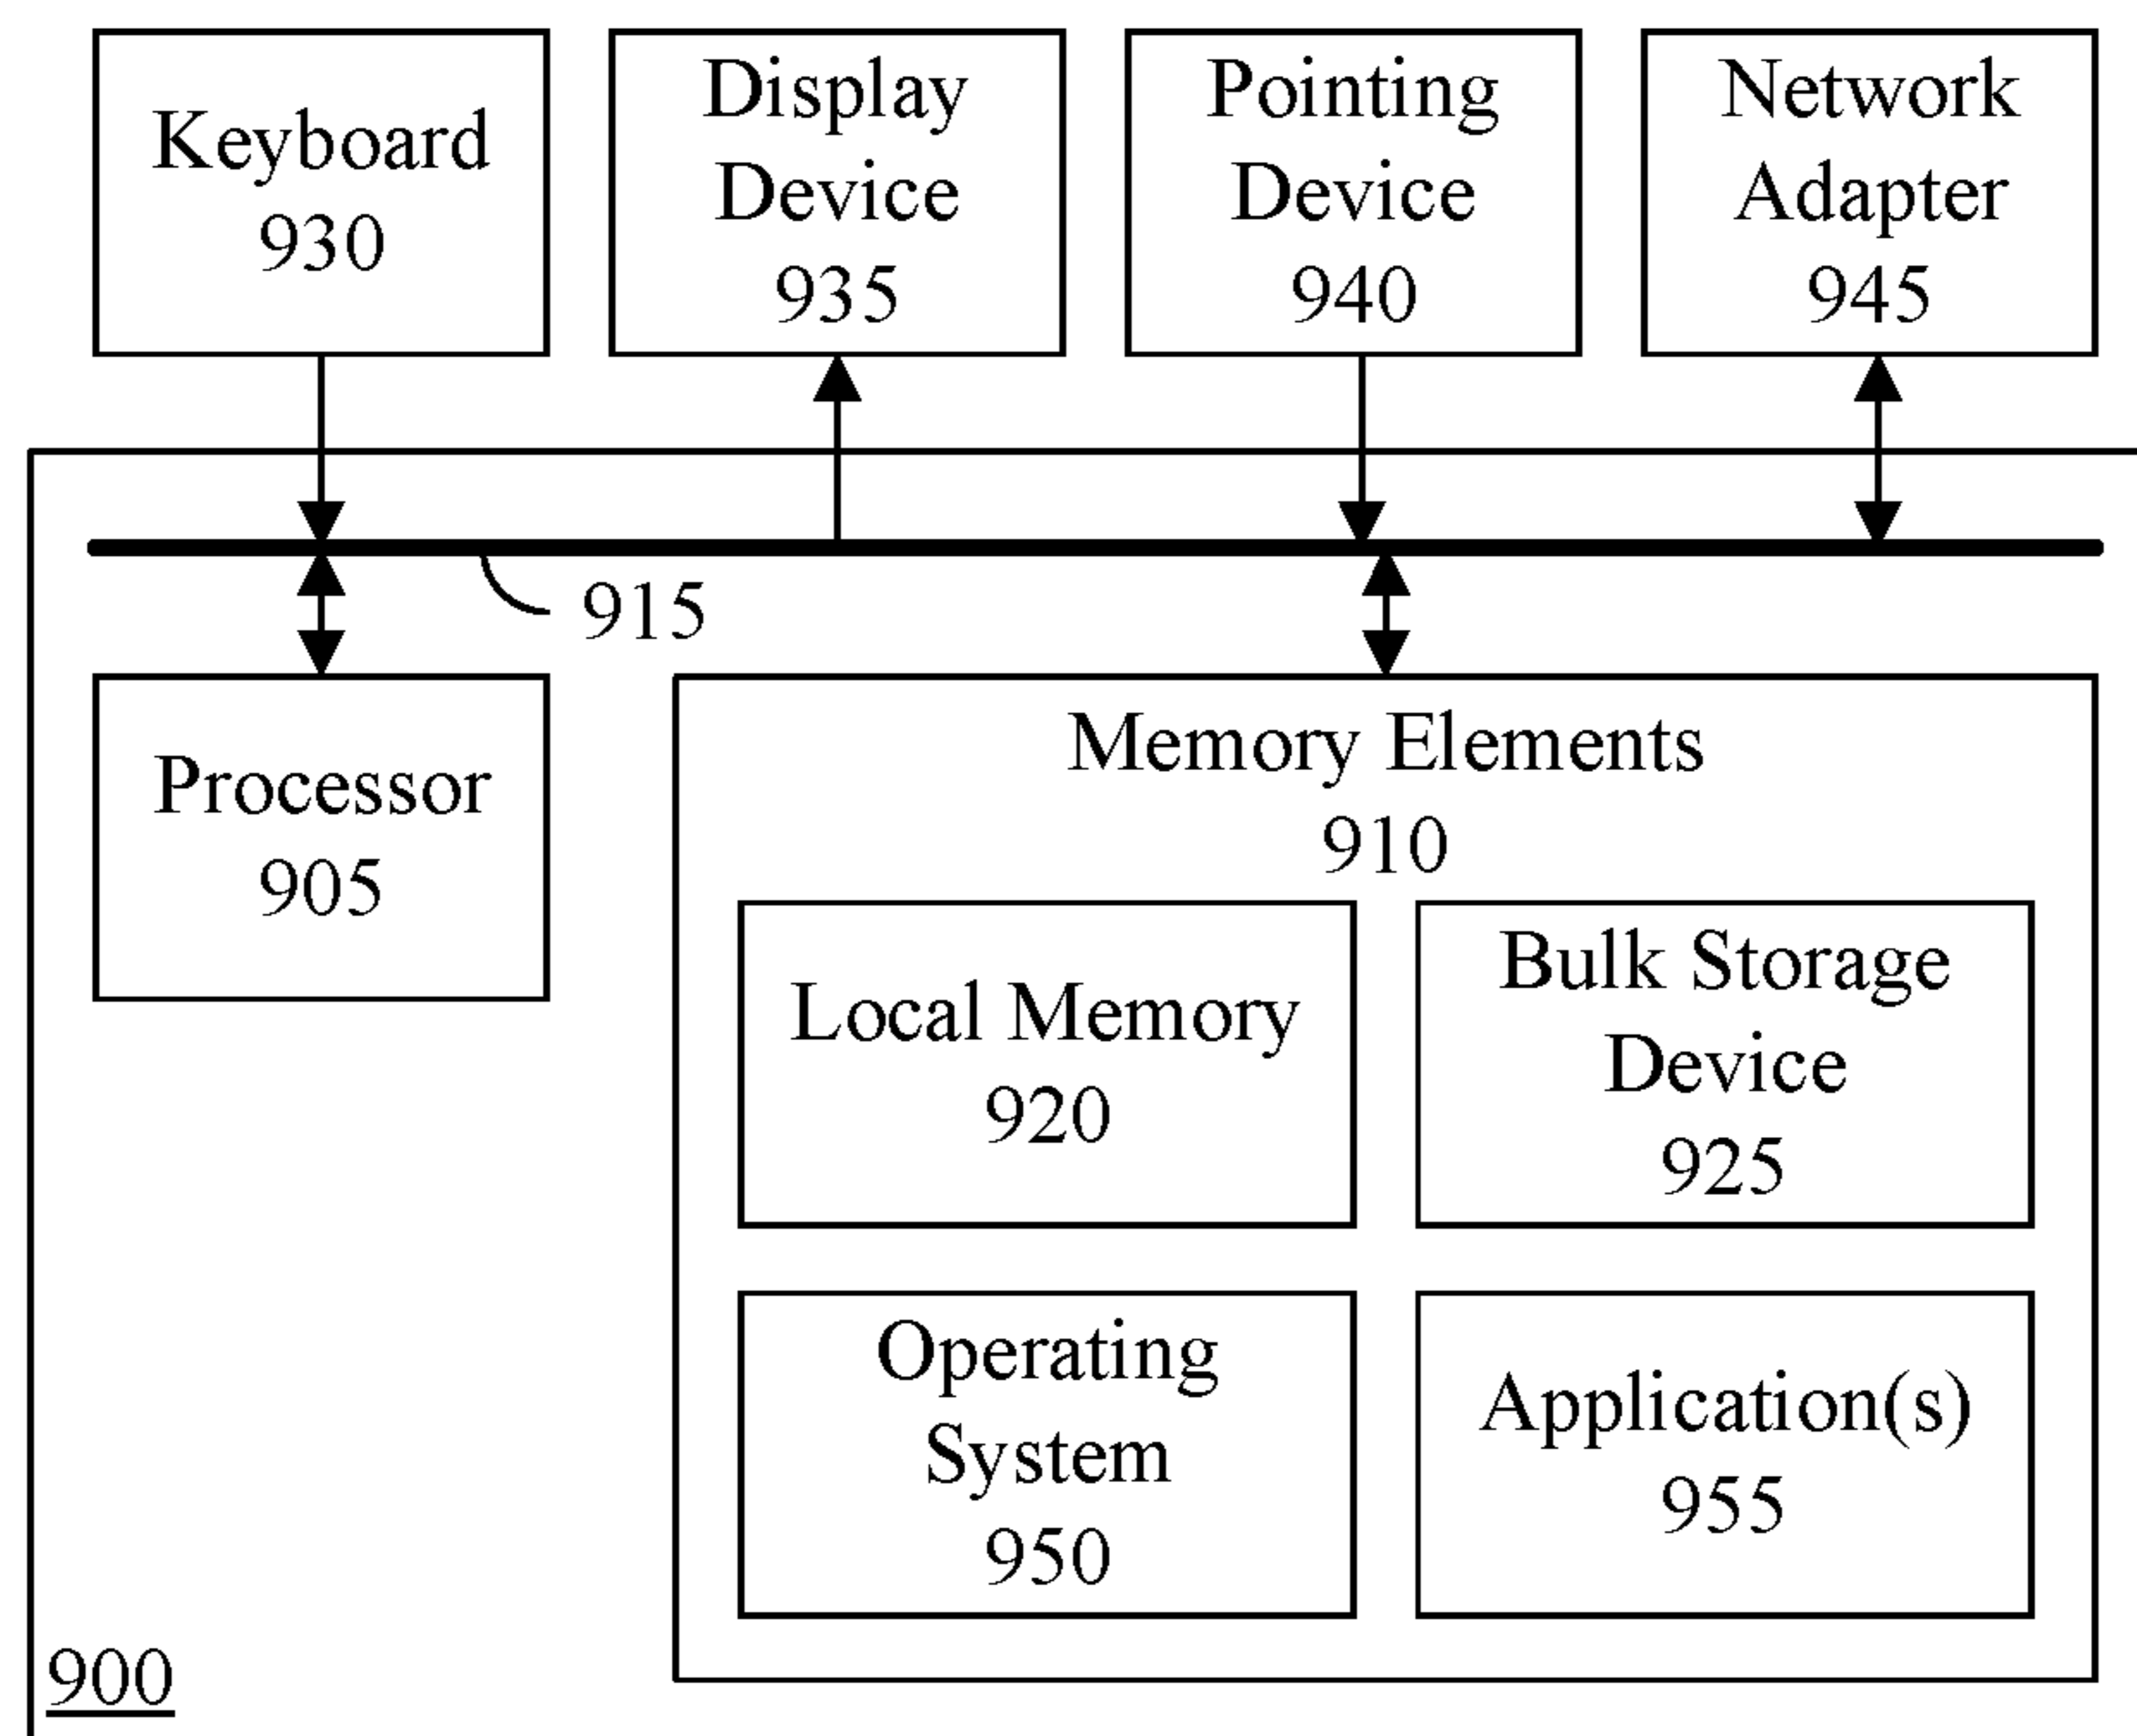 Keyboard
930
Display
Device
935
Pointing
Device
940
Network
Adapter
945
915
Processor
905
Memory Elements
910
Local Memory
920
Bulk Storage
Device
925
Operating
System
950
Application(s)
955
900